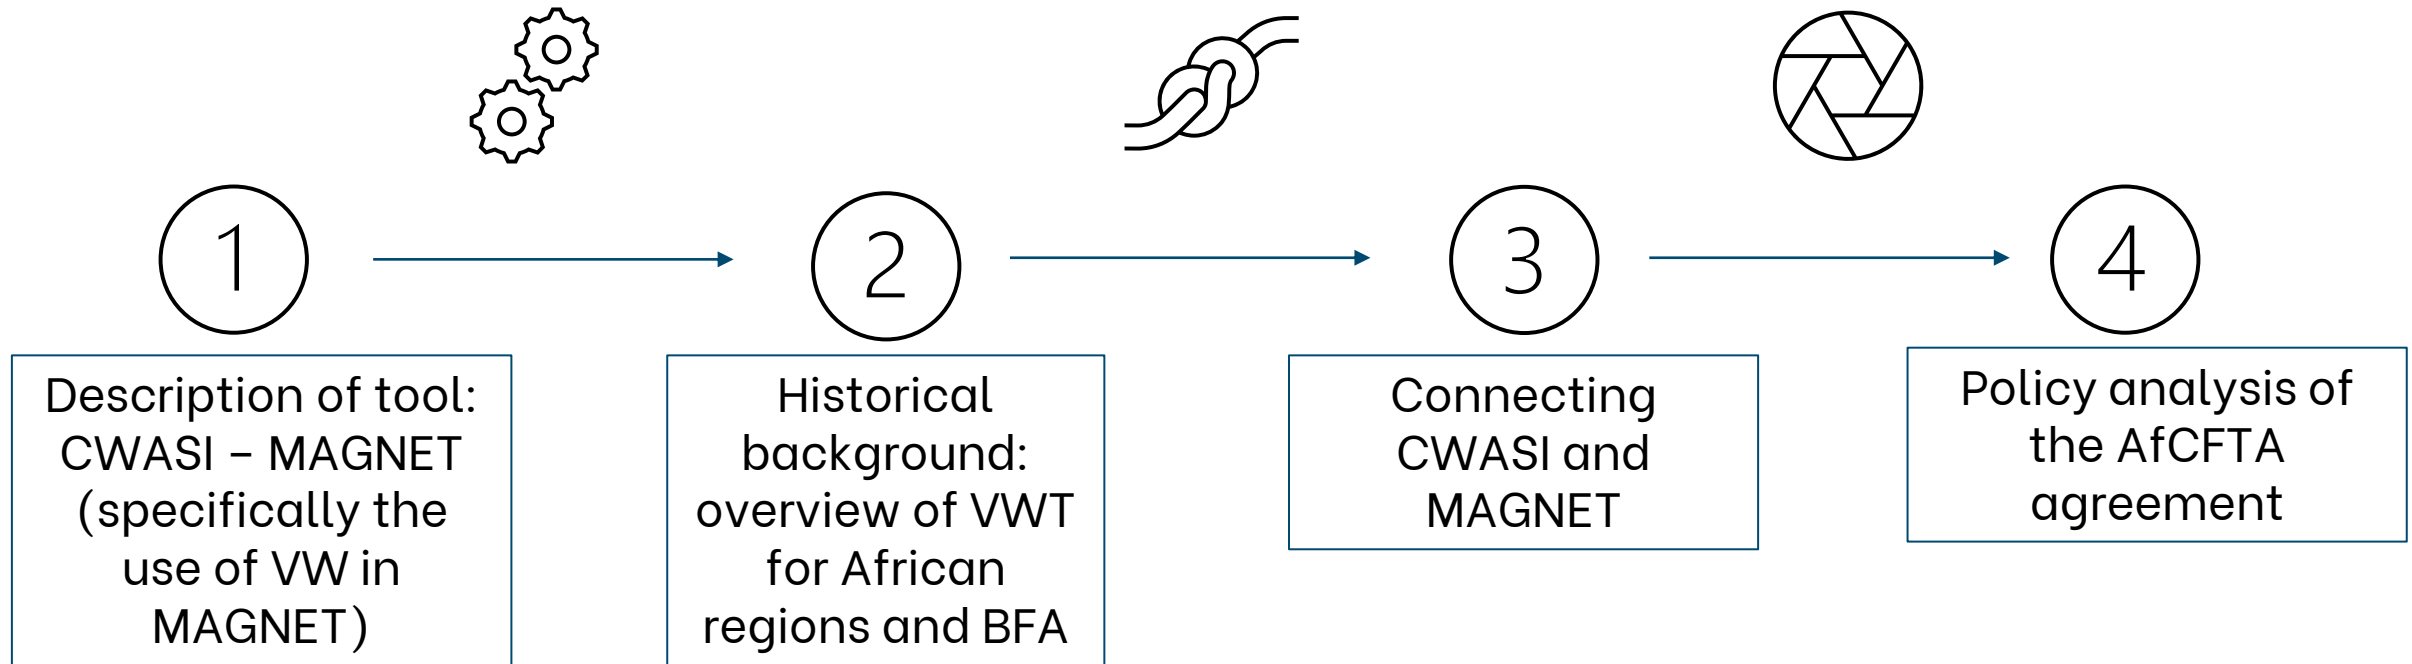 1
2
3
4
Description of tool:
CWASI – MAGNET
(specifically the
use of VW in
MAGNET)
Historical
background:
overview of VWT
for African
regions and BFA
Connecting
CWASI and
MAGNET
Policy analysis of
the AfCFTA
agreement